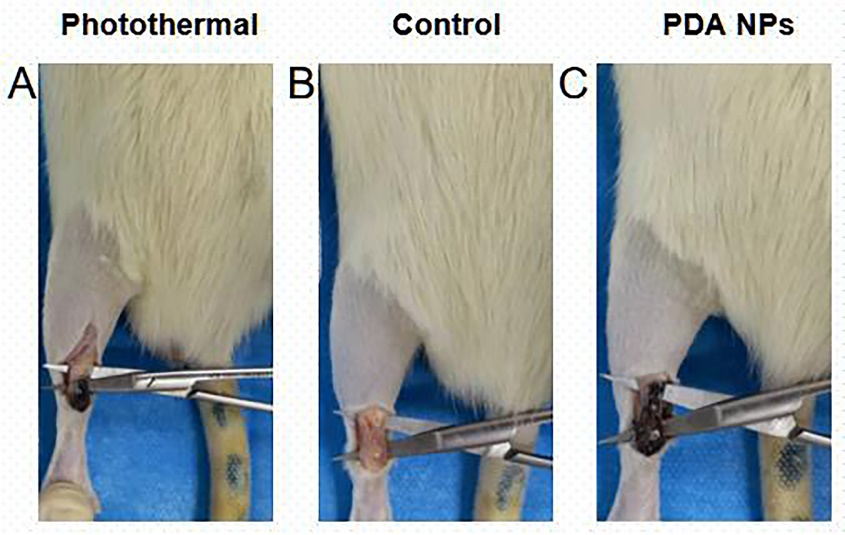 Photothermal Control PDA NPs
A B C